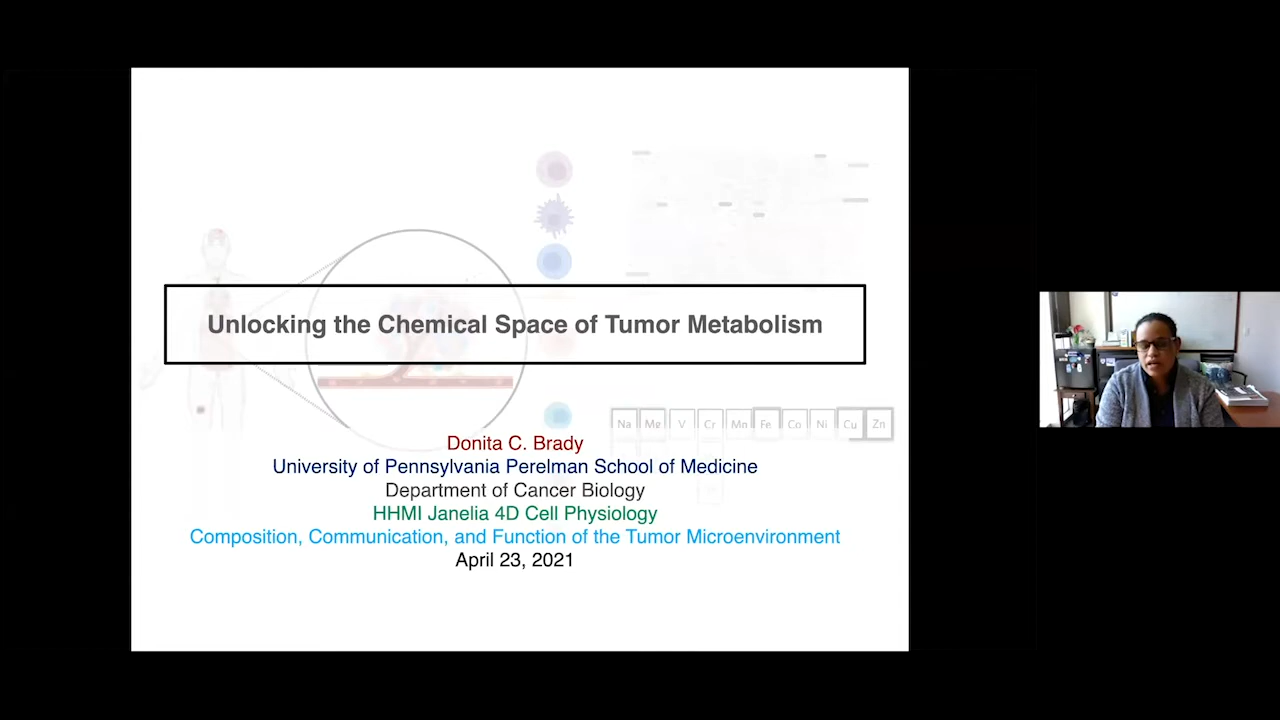 Unlocking the Chemical Space of Tumor Metabolism
Na Mg V Cr Mn Fe Co Ni Cu Zn
Donita C. Brady
University of Pennsylvania Perelman School of Medicine
Department of Cancer Biology
HHMI Janelia 4D Cell Physiology
Composition, Communication, and Function of the Tumor Microenvironment
April 23, 2021